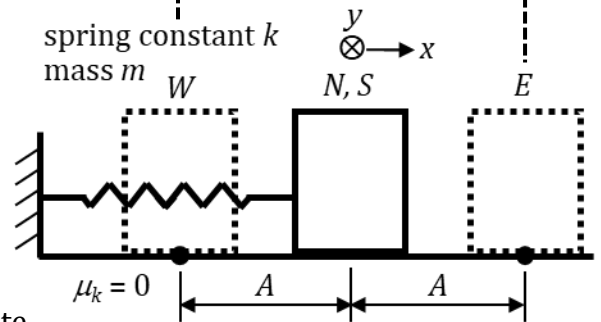 y
spring constant k
x
mass m
W
N, S
E
μₖ = 0
A
A